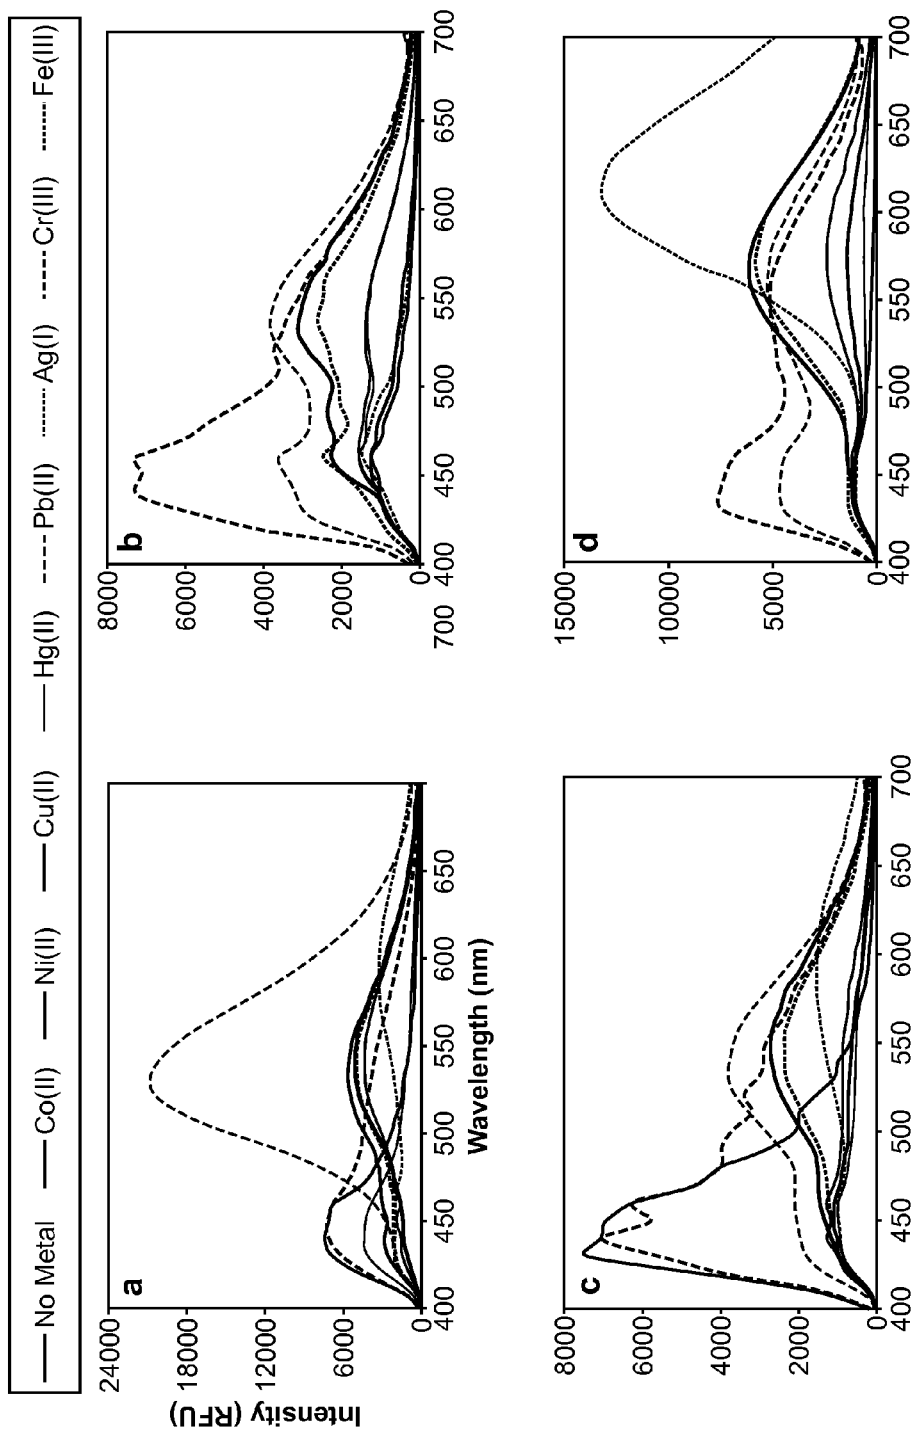 No Metal Co(II) Ni(II) Cu(II) Hg(II) Pb(II) Ag(I) Cr(III) Fe(III)
a
24000
18000
12000
6000
0
400 450 500 550 600 650
b
8000
6000
4000
2000
0
700 400 450 500 550 600 650 700
Intensity (RFU)
Wavelength (nm)
c
8000
6000
4000
2000
0
400 450 500 550 600 650 700
d
15000
10000
5000
0
400 450 500 550 600 650 700